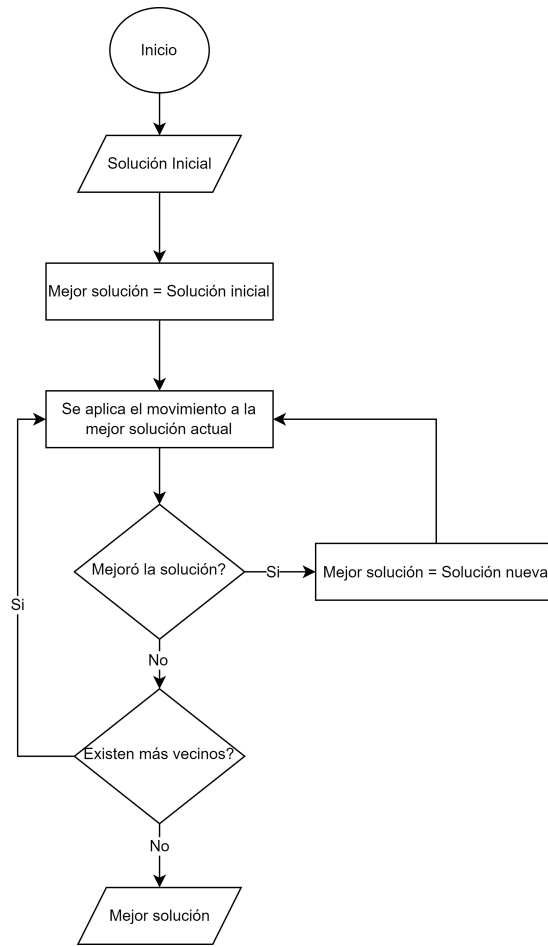 Inicio
Solución Inicial
Mejor solución = Solución inicial
Se aplica el movimiento a la
mejor solución actual
Mejoró la solución?
Si
Mejor solución = Solución nueva
Si
No
Existen más vecinos?
No
Mejor solución